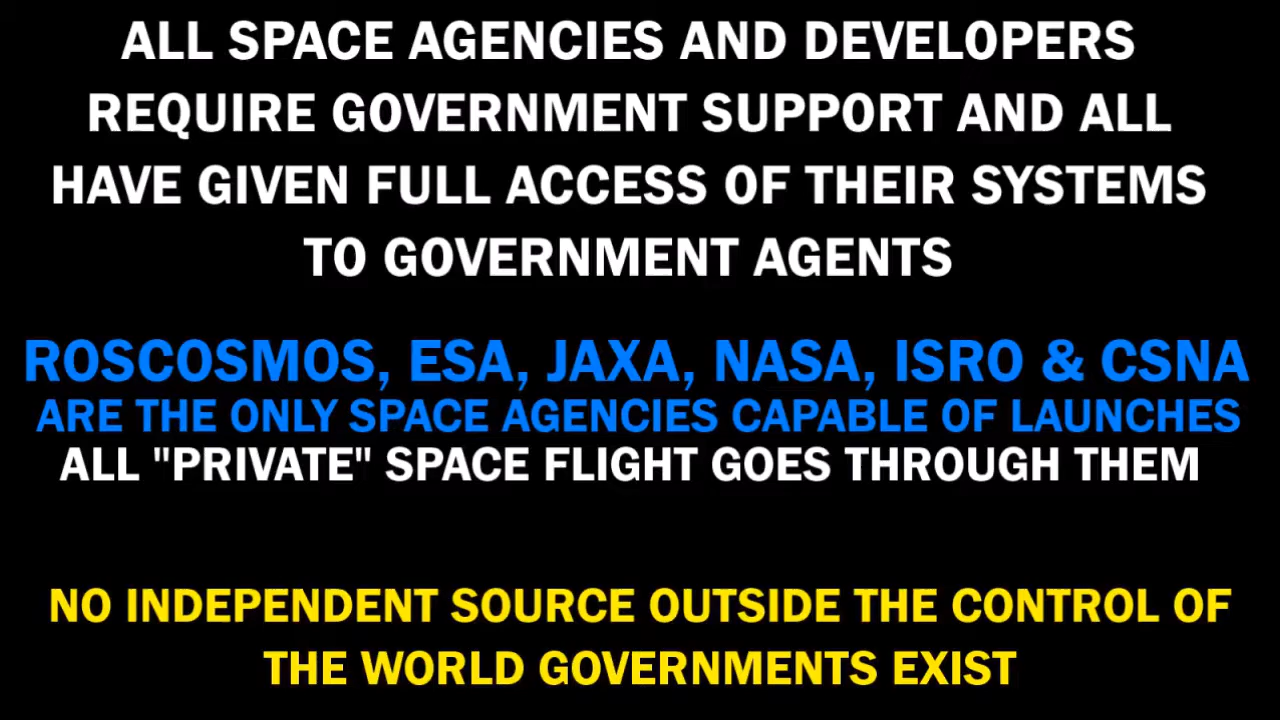 ALL SPACE AGENCIES AND DEVELOPERS
REQUIRE GOVERNMENT SUPPORT AND ALL
HAVE GIVEN FULL ACCESS OF THEIR SYSTEMS
TO GOVERNMENT AGENTS
ROSCOSMOS, ESA, JAXA, NASA, ISRO & CSNA
ARE THE ONLY SPACE AGENCIES CAPABLE OF LAUNCHES
ALL "PRIVATE" SPACE FLIGHT GOES THROUGH THEM
NO INDEPENDENT SOURCE OUTSIDE THE CONTROL OF
THE WORLD GOVERNMENTS EXIST